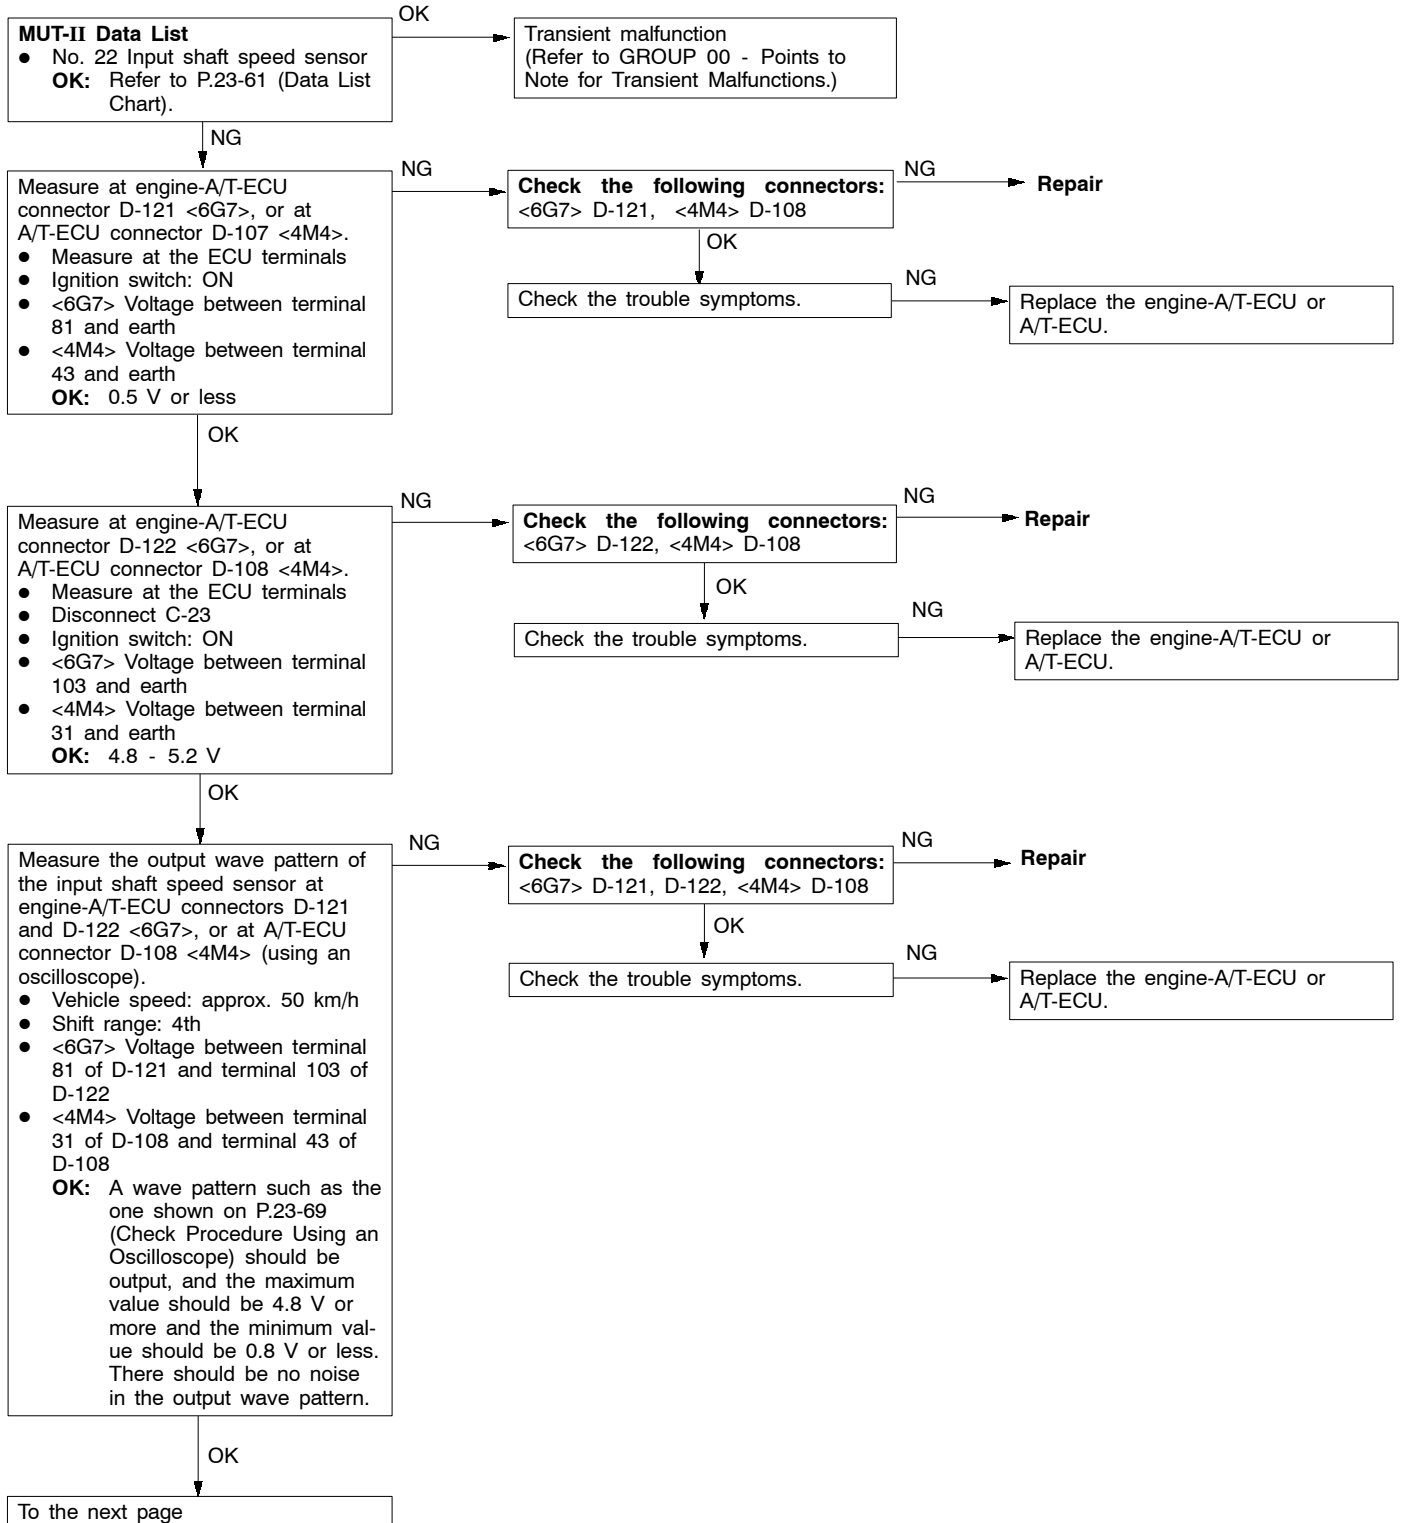 MUT-II Data List
● No. 22 Input shaft speed sensor
OK: Refer to P.23-61 (Data List
Chart).
OK
Transient malfunction
(Refer to GROUP 00 - Points to
Note for Transient Malfunctions.)
NG
Measure at engine-A/T-ECU
connector D-121 <6G7>, or at
A/T-ECU connector D-107 <4M4>.
● Measure at the ECU terminals
● Ignition switch: ON
● <6G7> Voltage between terminal
81 and earth
● <4M4> Voltage between terminal
43 and earth
OK: 0.5 V or less
NG
Check the following connectors:
<6G7> D-121, <4M4> D-108
NG
Repair
OK
Check the trouble symptoms.
NG
Replace the engine-A/T-ECU or
A/T-ECU.
OK
Measure at engine-A/T-ECU
connector D-122 <6G7>, or at
A/T-ECU connector D-108 <4M4>.
● Measure at the ECU terminals
● Disconnect C-23
● Ignition switch: ON
● <6G7> Voltage between terminal
103 and earth
● <4M4> Voltage between terminal
31 and earth
OK: 4.8 - 5.2 V
NG
Check the following connectors:
<6G7> D-122, <4M4> D-108
NG
Repair
OK
Check the trouble symptoms.
NG
Replace the engine-A/T-ECU or
A/T-ECU.
OK
Measure the output wave pattern of
the input shaft speed sensor at
engine-A/T-ECU connectors D-121
and D-122 <6G7>, or at A/T-ECU
connector D-108 <4M4> (using an
oscilloscope).
● Vehicle speed: approx. 50 km/h
● Shift range: 4th
● <6G7> Voltage between terminal
81 of D-121 and terminal 103 of
D-122
● <4M4> Voltage between terminal
31 of D-108 and terminal 43 of
D-108
OK: A wave pattern such as the
one shown on P.23-69
(Check Procedure Using an
Oscilloscope) should be
output, and the maximum
value should be 4.8 V or
more and the minimum val-
ue should be 0.8 V or less.
There should be no noise
in the output wave pattern.
NG
Check the following connectors:
<6G7> D-121, D-122, <4M4> D-108
NG
Repair
OK
Check the trouble symptoms.
NG
Replace the engine-A/T-ECU or
A/T-ECU.
OK
To the next page